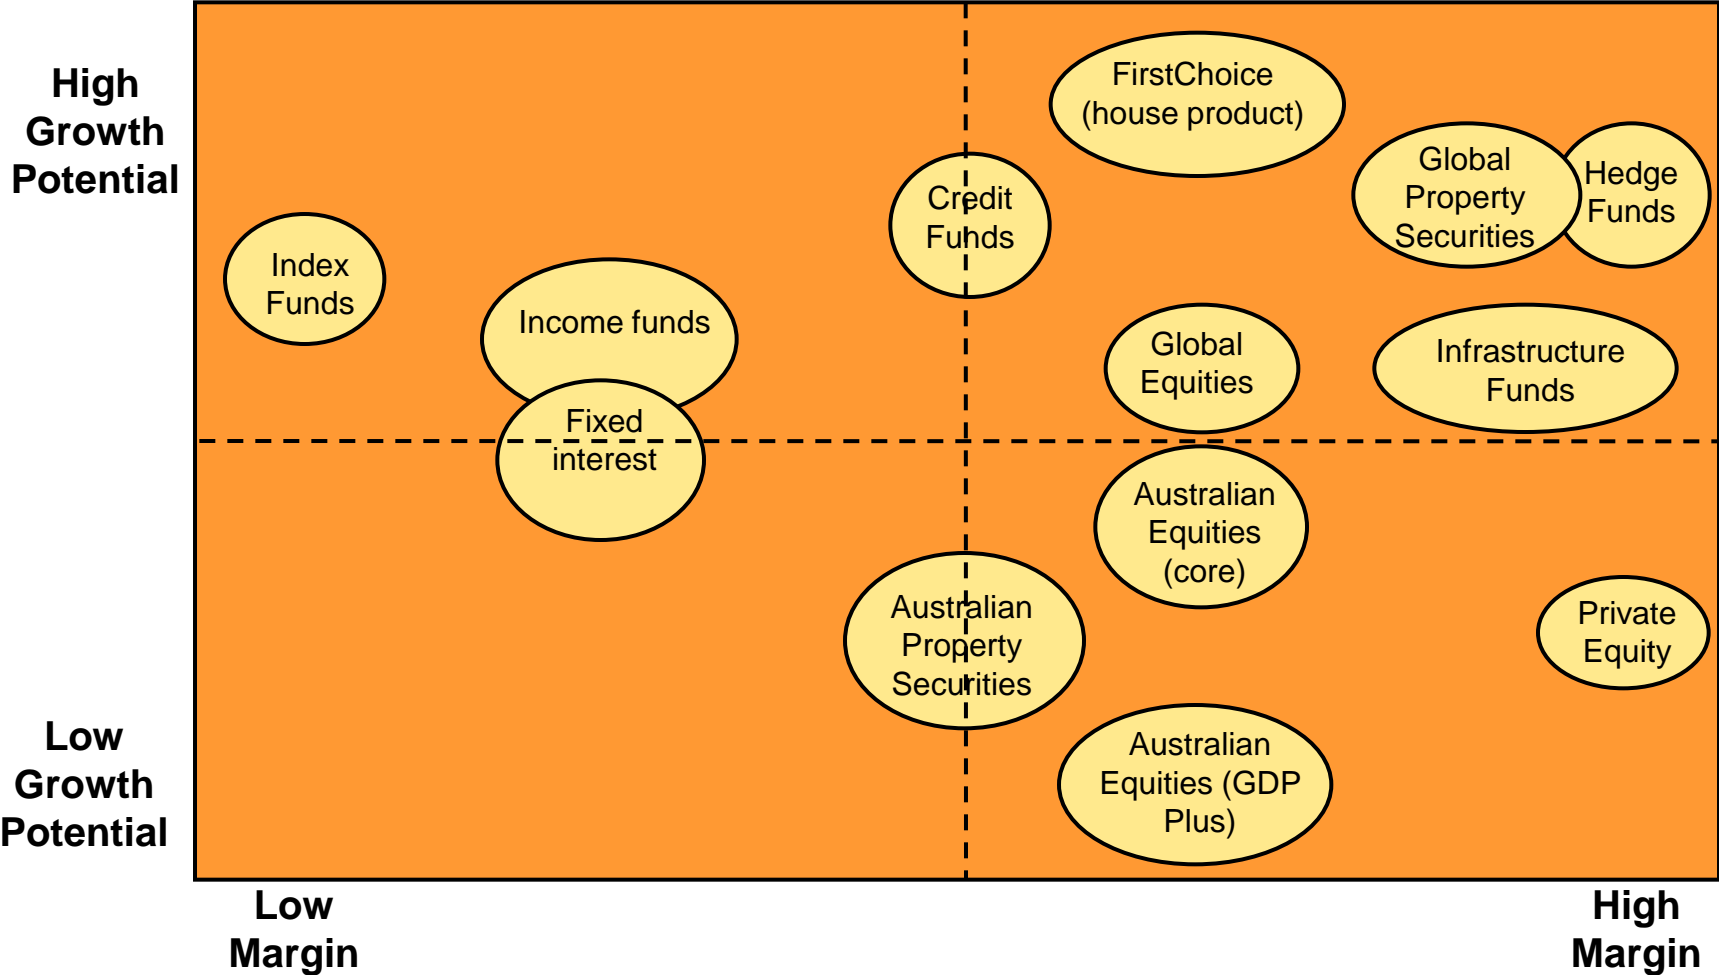 High
Growth
Potential
FirstChoice
(house product)
Global
Property
Securities
Hedge
Funds
Credit
Funds
Index
Funds
Income funds
Global
Equities
Infrastructure
Funds
Fixed
interest
Australian
Equities
(core)
Australian
Property
Securities
Private
Equity
Low
Growth
Potential
Australian
Equities (GDP
Plus)
Low
Margin
High
Margin